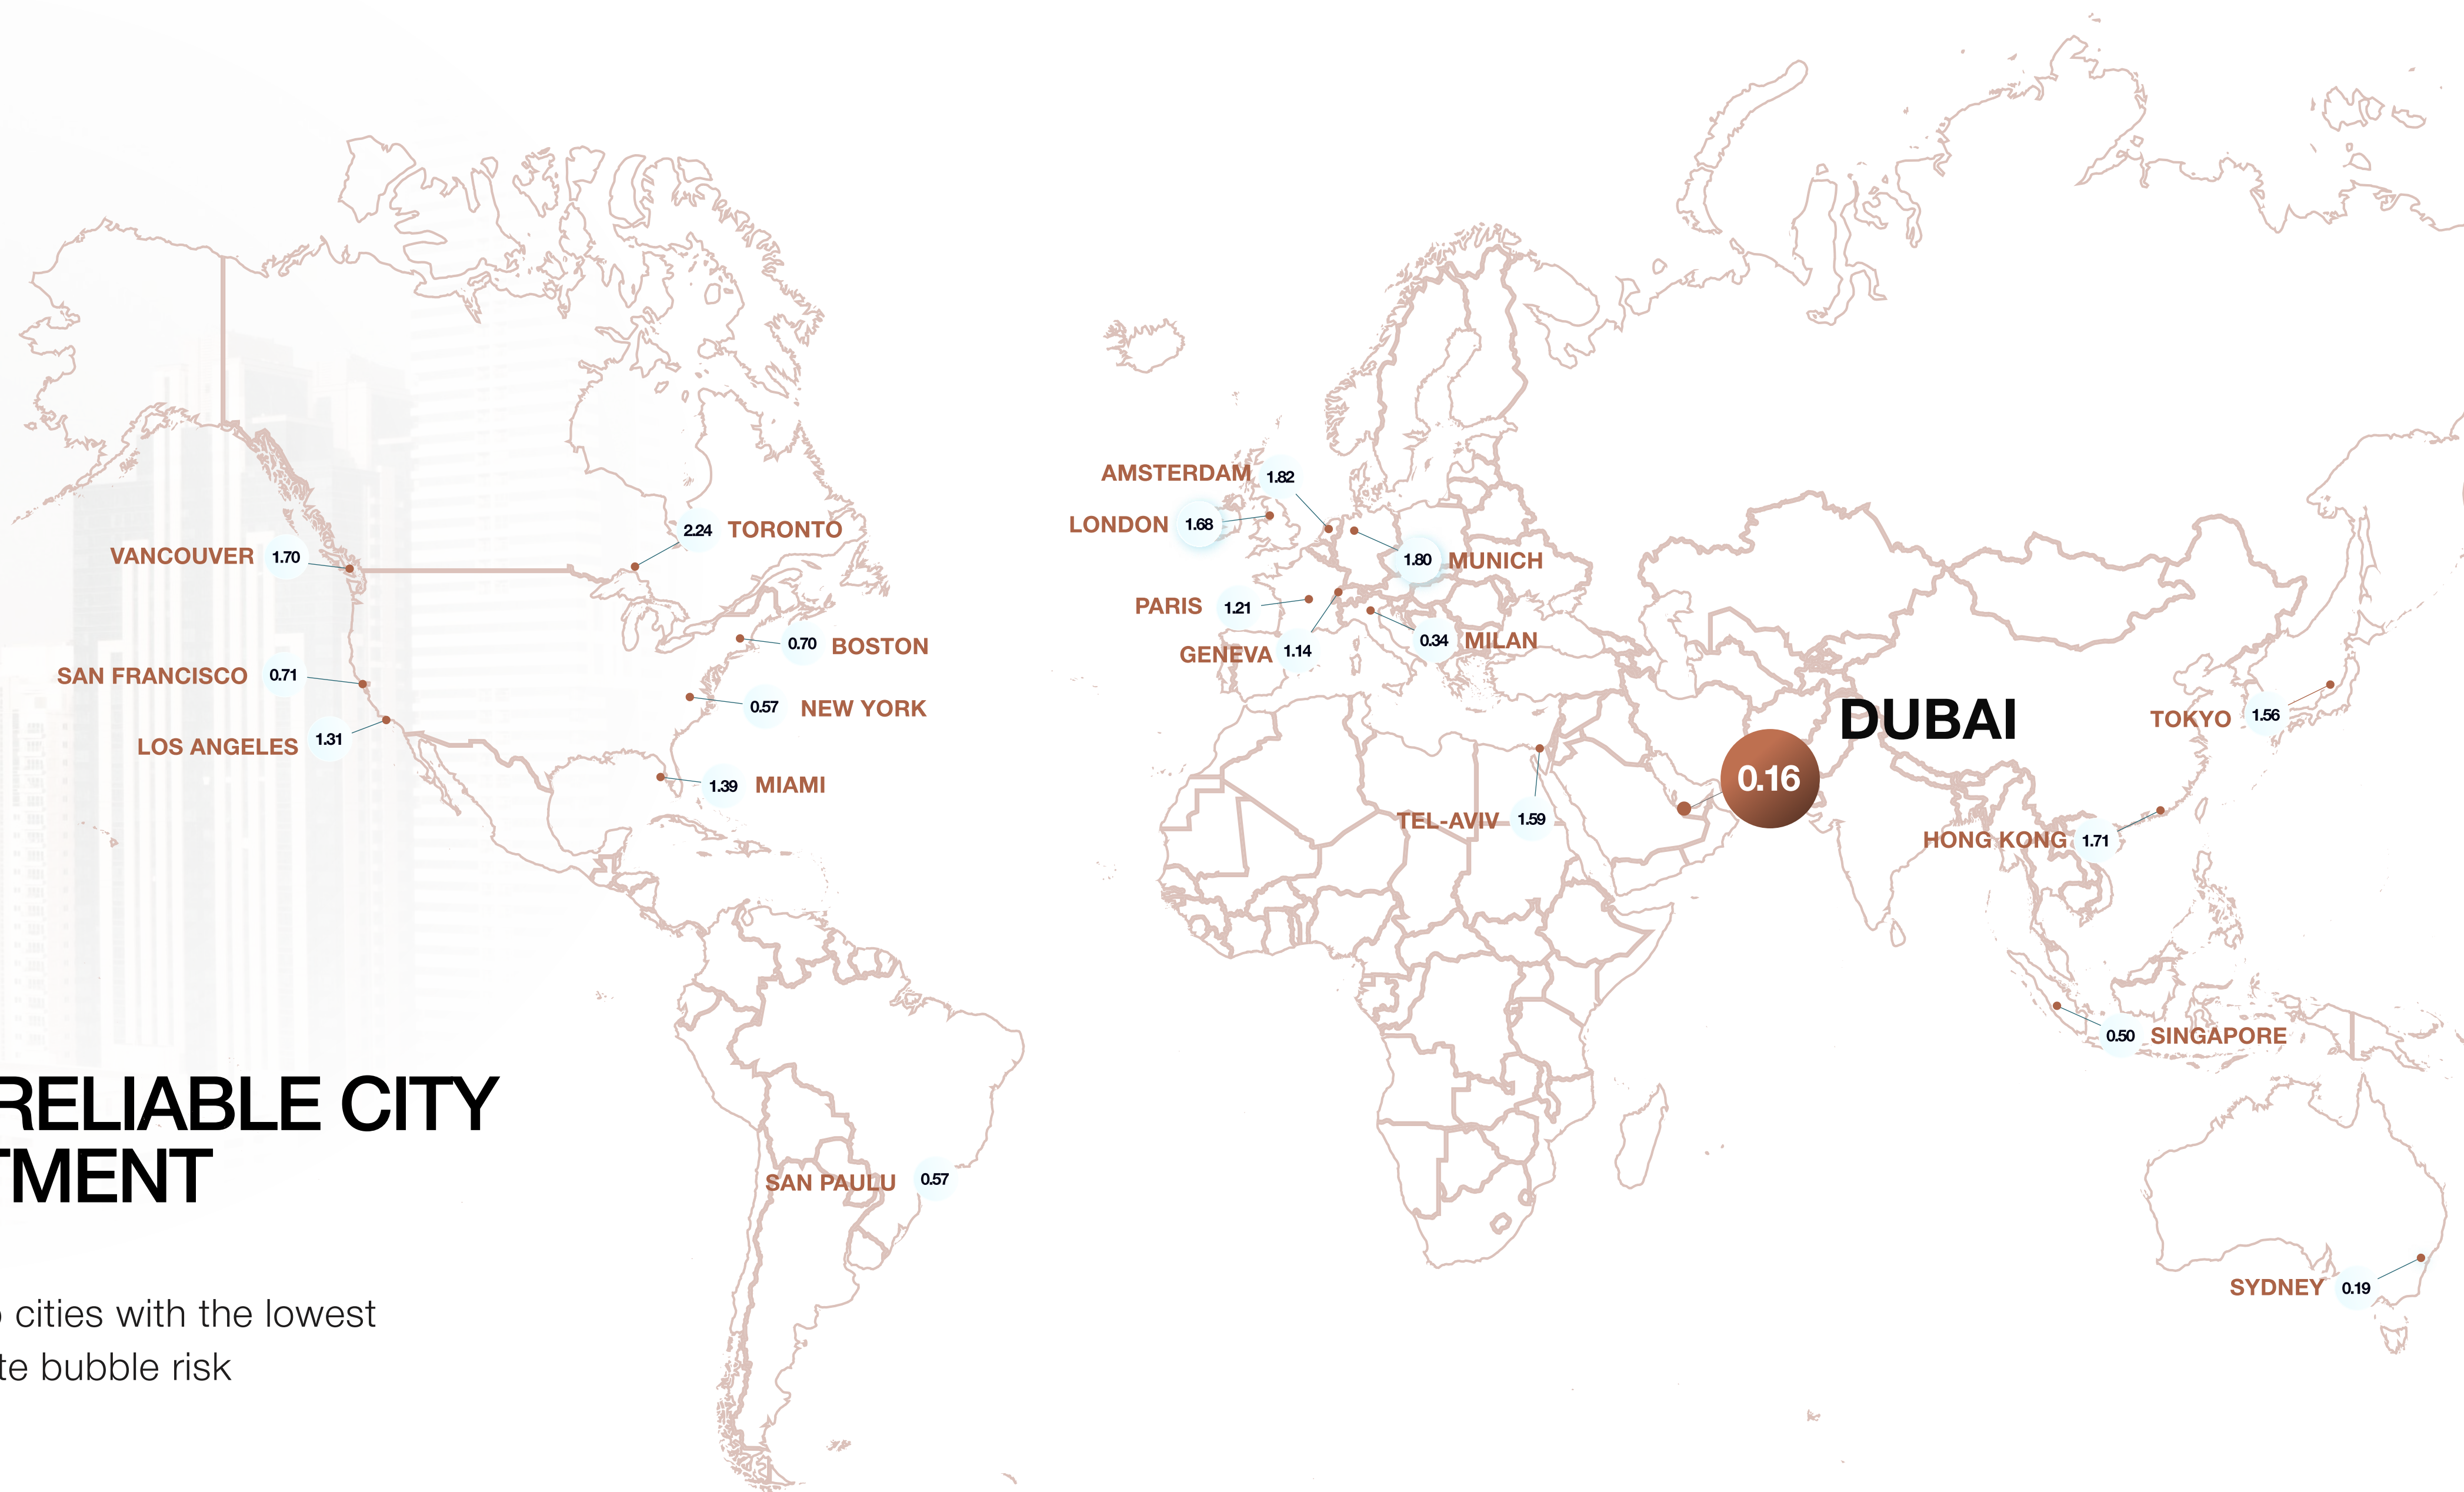 AMSTERDAM 1.82
LONDON 1.68
2.24 TORONTO
VANCOUVER 1.70
1.80 MUNICH
PARIS 1.21
0.34 MILAN
0.70 BOSTON
GENEVA 1.14
SAN FRANCISCO 0.71
0.57 NEW YORK
DUBAI
TOKYO 1.56
LOS ANGELES 1.31
0.16
1.39 MIAMI
TEL-AVIV 1.59
HONG KONG 1.71
0.50 SINGAPORE
RELIABLE CITY
TMENT
SAN PAULU 0.57
SYDNEY 0.19
cities with the lowest
te bubble risk